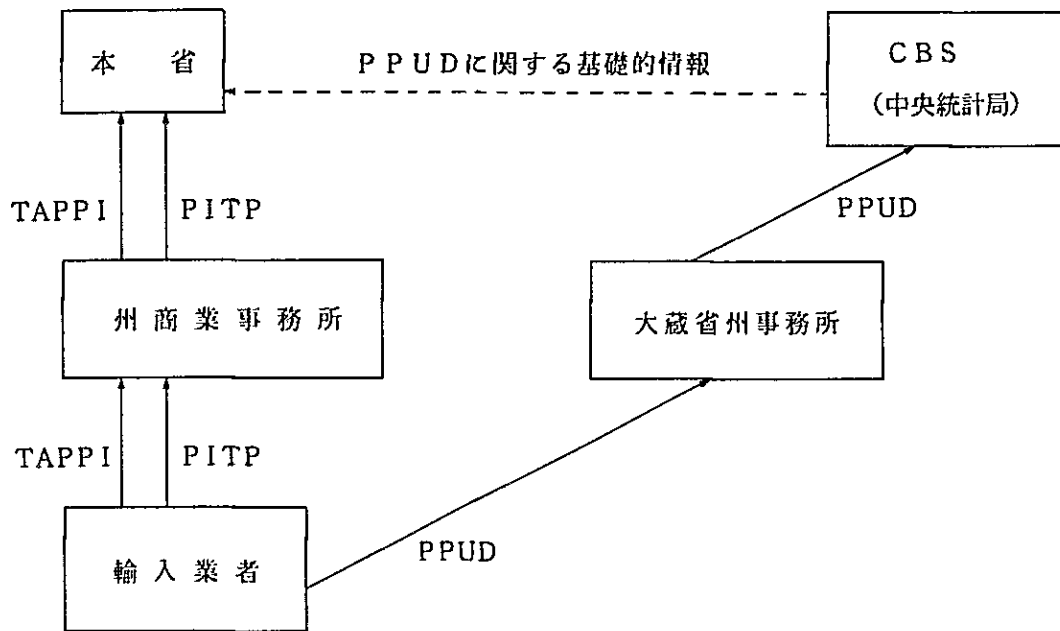 本省
PPUDに関する基礎的情報
CBS
(中央統計局)
TAPPI
PITP
PPUD
州商業事務所
大蔵省州事務所
TAPPI
PITP
PPUD
輸入業者